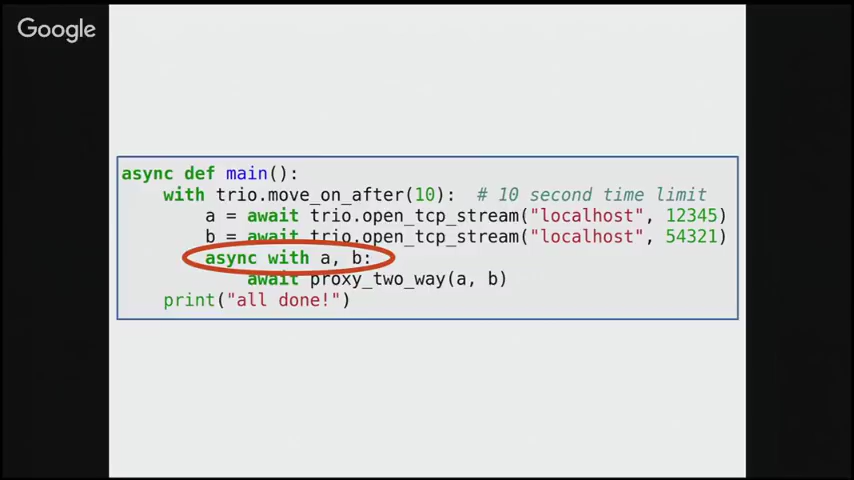 Google
async def main():
    with trio.move_on_after(10):  # 10 second time limit
        a = await trio.open_tcp_stream("localhost", 12345)
        b = await trio.open_tcp_stream("localhost", 54321)
        async with a, b:
            await proxy_two_way(a, b)
    print("all done!")